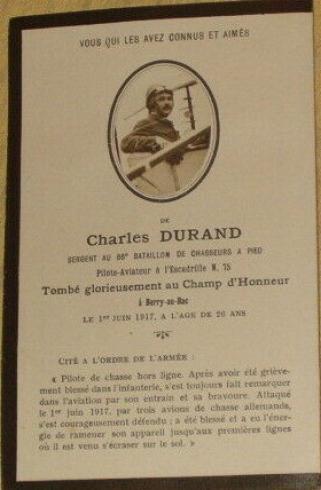 VOUS QUI LES AVEZ CONNUS ET AIMÉS
DE
Charles DURAND
SERGENT AU 66e BATAILLON DE CHASSEURS A PIED
Pilote-Aviateur à l'Escadrille N. 75
Tombé glorieusement au Champ d'Honneur
à Berry-au-Bac
LE 1er JUIN 1917, A L'AGE DE 26 ANS
CITÉ A L'ORDRE DE L'ARMÉE :
« Pilote de chasse hors ligne. Après avoir été griève-
ment blessé dans l'infanterie, s'est toujours fait remarquer
dans l'aviation par son entrain et sa bravoure. Attaqué
le 1er juin 1917, par trois avions de chasse allemands,
s'est courageusement défendu ; a été blessé et a eu l'éner-
gie de ramener son appareil jusqu'aux premières lignes
où il est venu s'écraser sur le sol. »